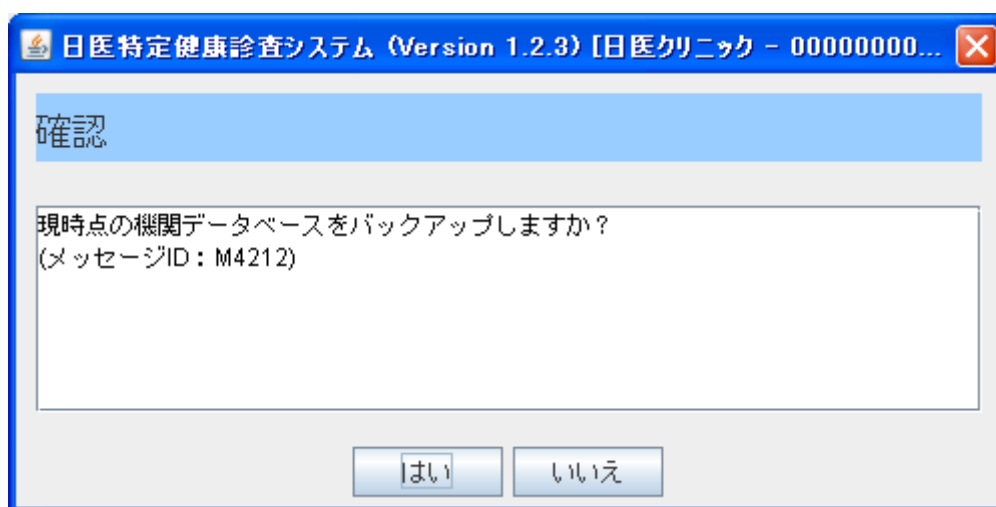 日医特定健康診査システム (Version 1.2.3) [日医クリニック - 00000000...
確認
現時点の機関データベースをバックアップしますか？
(メッセージID：M4212)
はい
いいえ